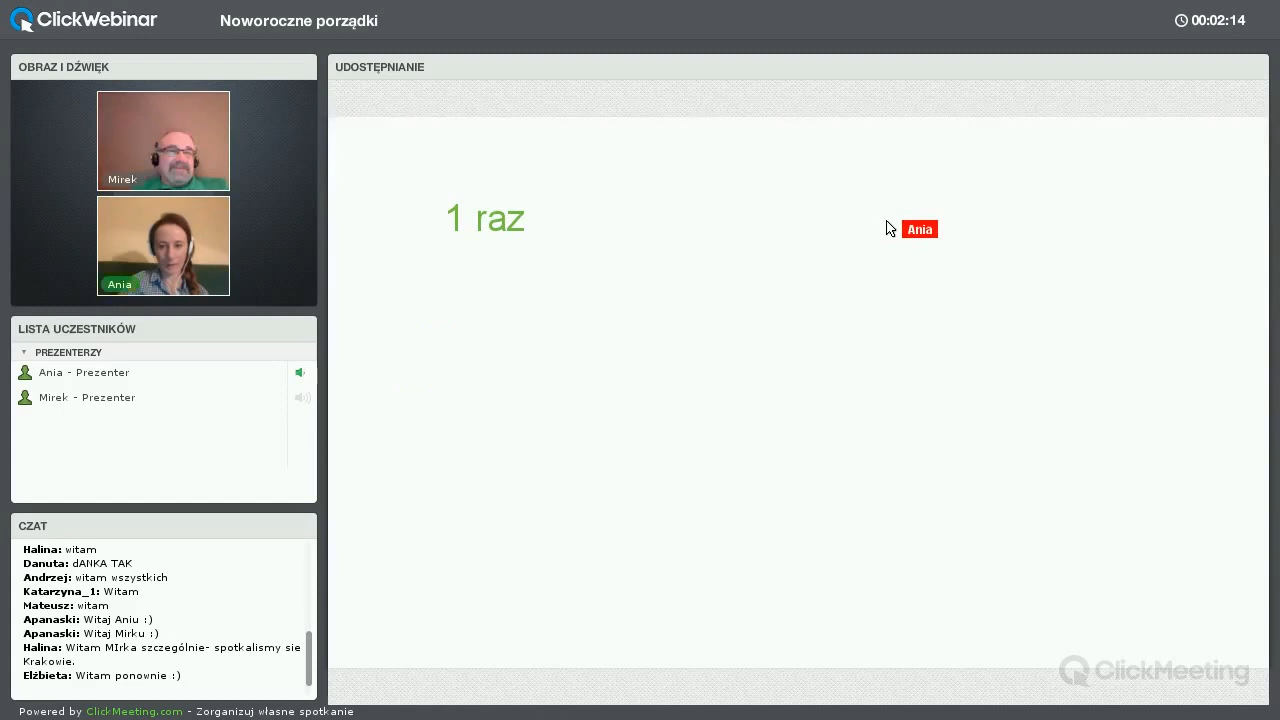 ClickWebinar
Noworoczne porządki
00:02:14
OBRAZ I DŹWIĘK
Mirek
Ania
UDOSTĘPNIANIE
1 raz
Ania
LISTA UCZESTNIKÓW
PREZENTERZY
Ania - Prezenter
Mirek - Prezenter
CZAT
Halina: witam
Danuta: dANKA TAK
Andrzej: witam wszystkich
Katarzyna_1: Witam
Mateusz: witam
Apanaski: Witaj Aniu :)
Apanaski: Witaj Mirku :)
Halina: Witam MIrka szczególnie- spotkalismy sie
Krakowie.
Elżbieta: Witam ponownie :)
ClickMeeting
Powered by ClickMeeting.com - Zorganizuj własne spotkanie